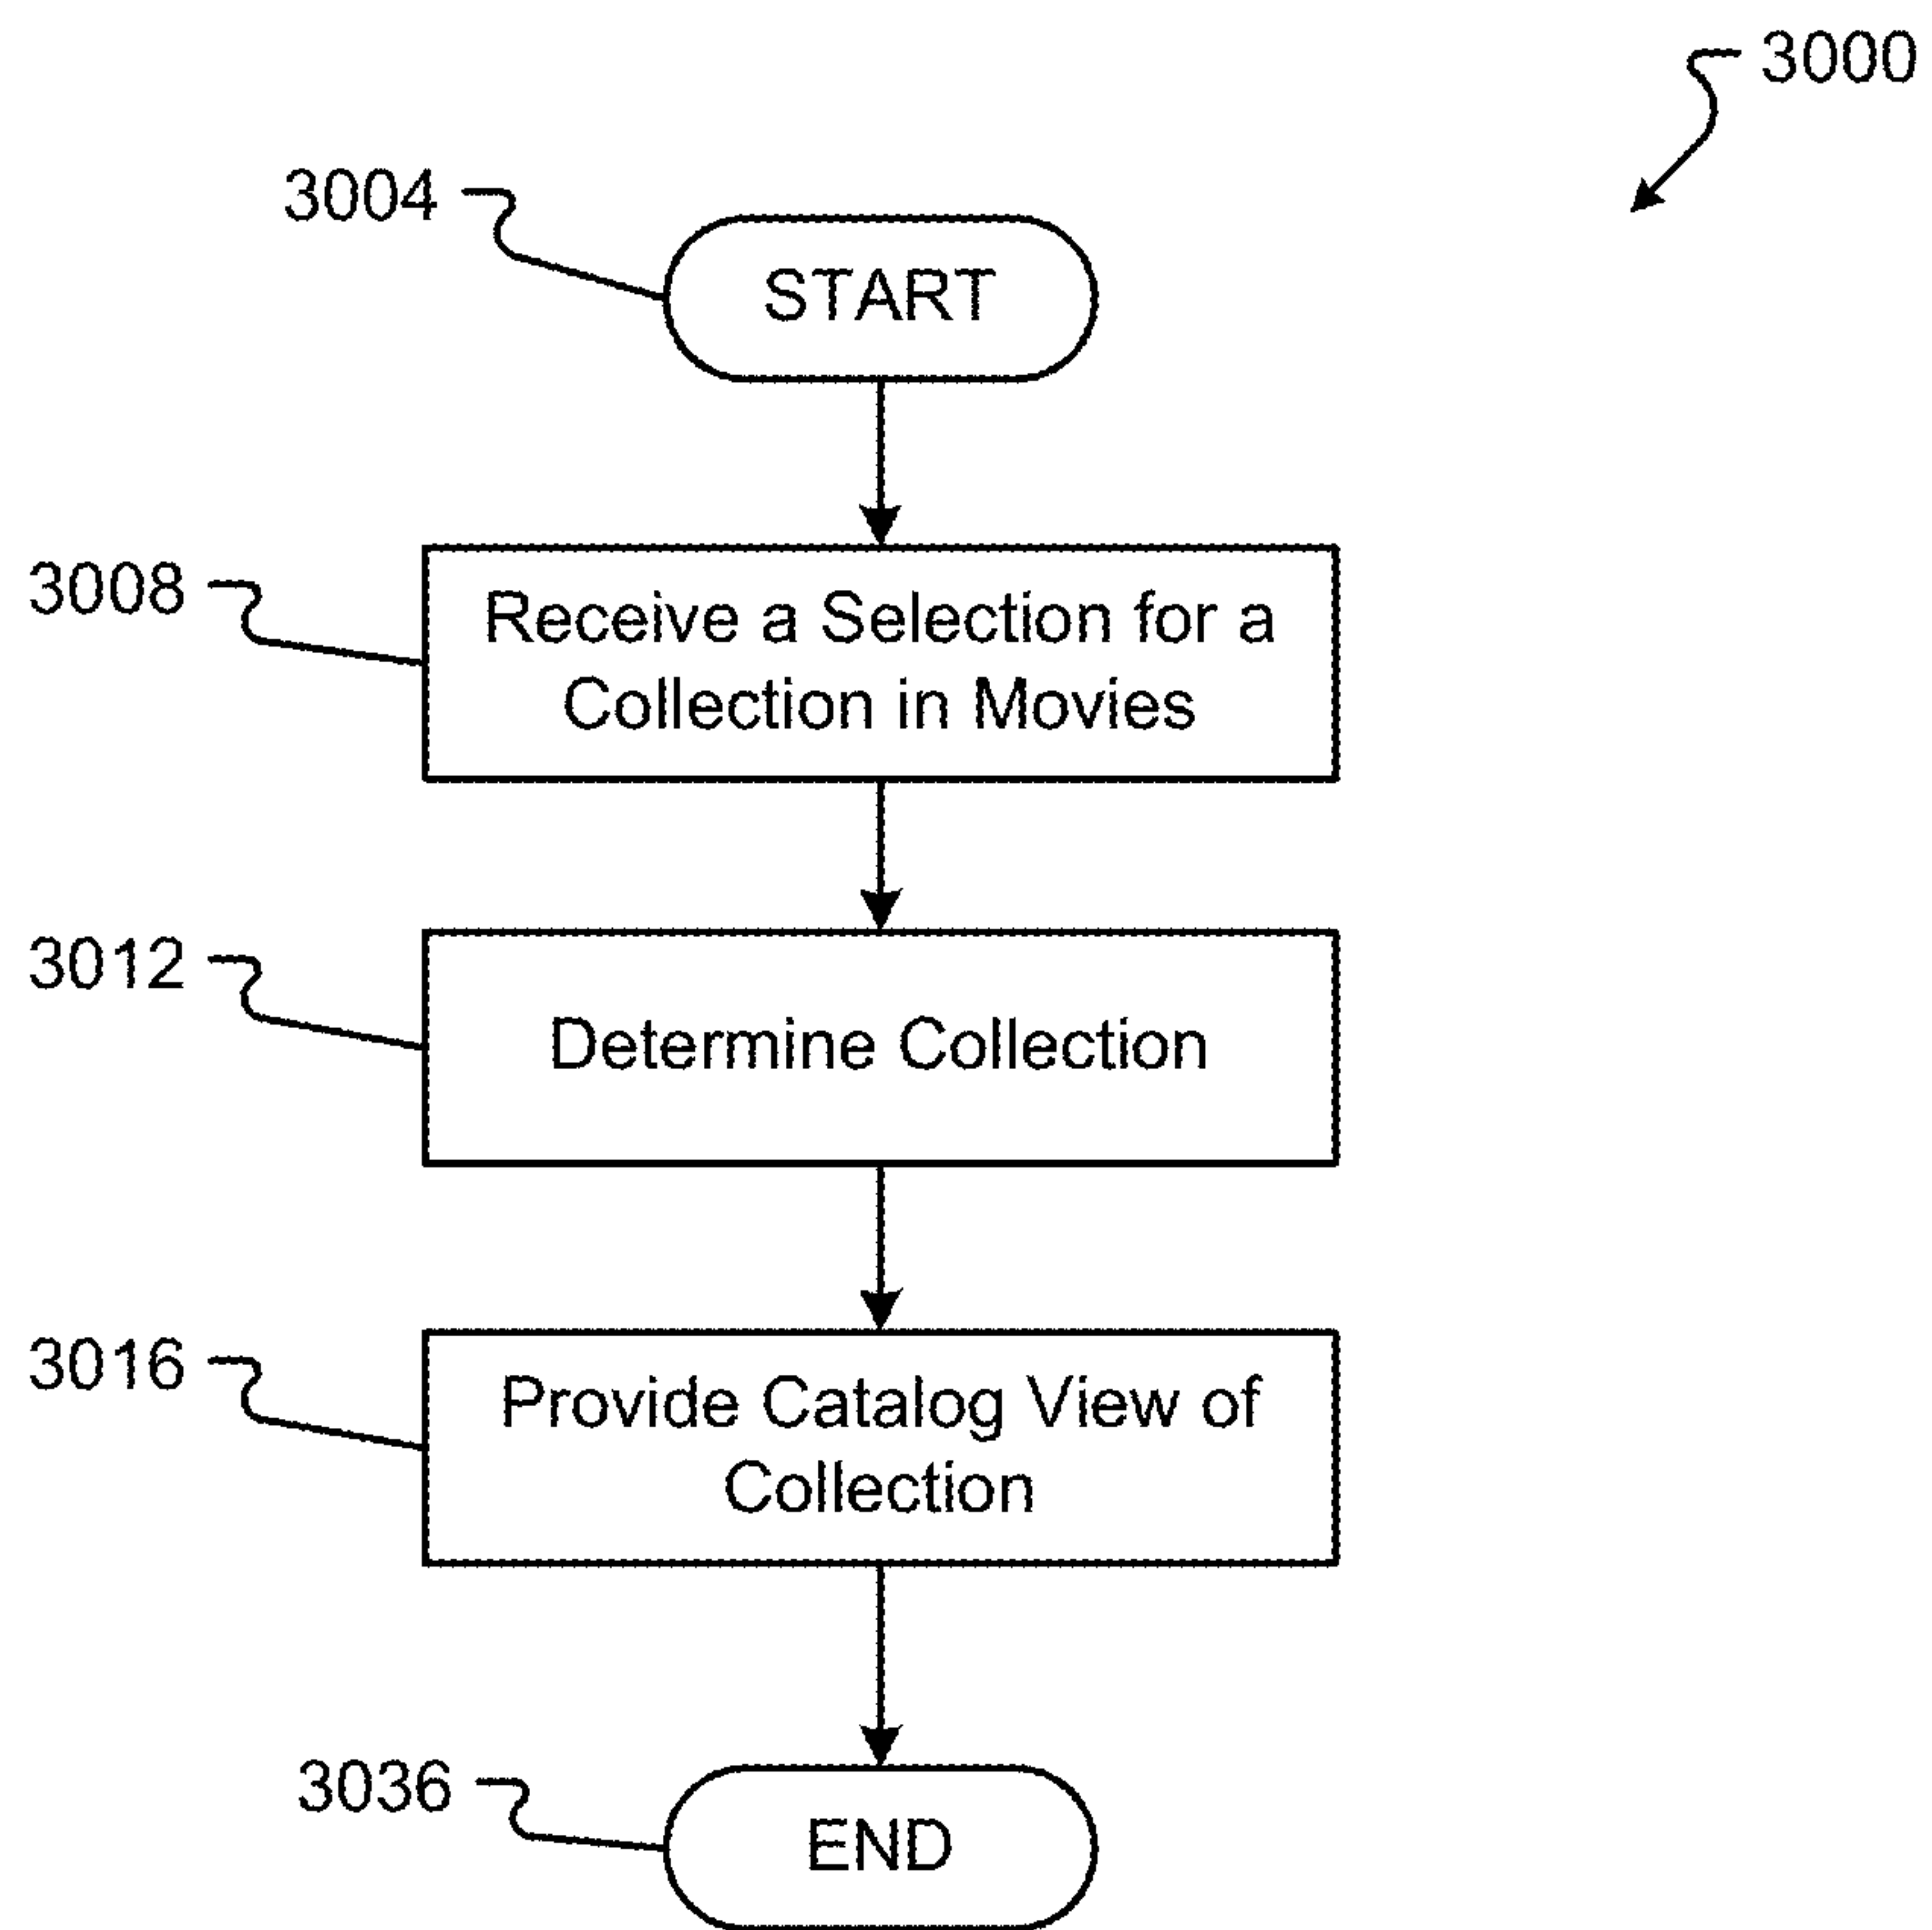 3000
3004
START
3008
Receive a Selection for a
Collection in Movies
3012
Determine Collection
3016
Provide Catalog View of
Collection
3036
END